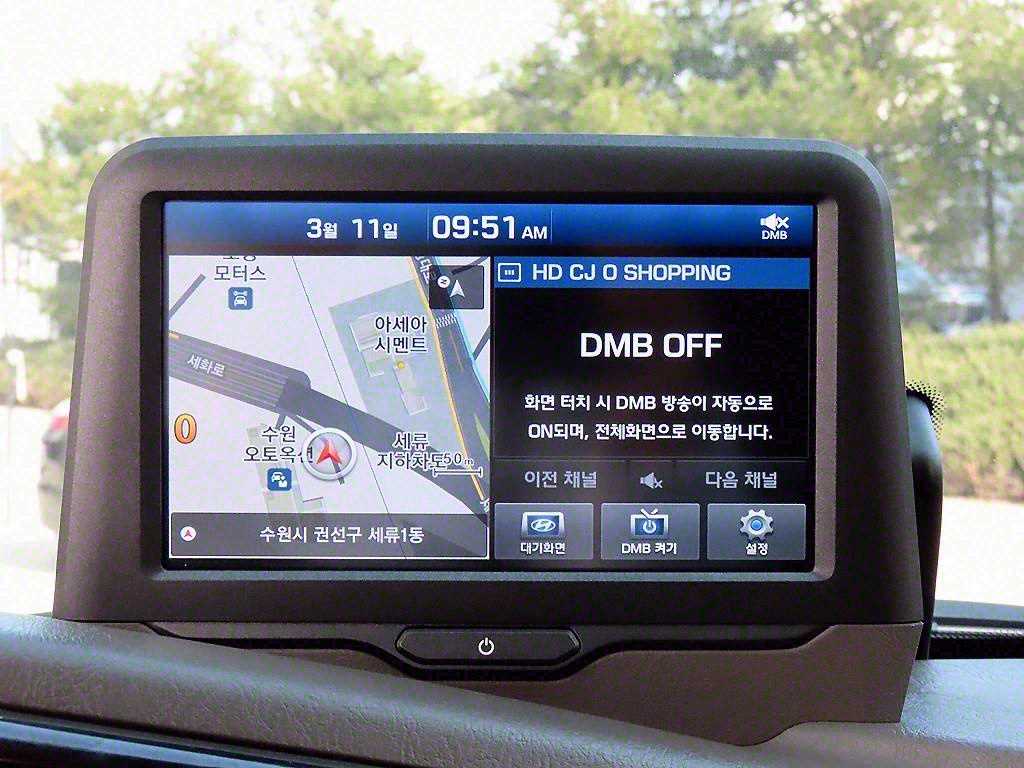 3월 11일 09:51 AM
DMB
모터스
아세아
시멘트
세화로
0
수원
오토옥션
세류
지하차도
50m
수원시 권선구 세류1동
HD CJ O SHOPPING
DMB OFF
화면 터치 시 DMB 방송이 자동으로
ON되며, 전체화면으로 이동합니다.
이전 채널
다음 채널
대기화면
DMB 켜기
설정